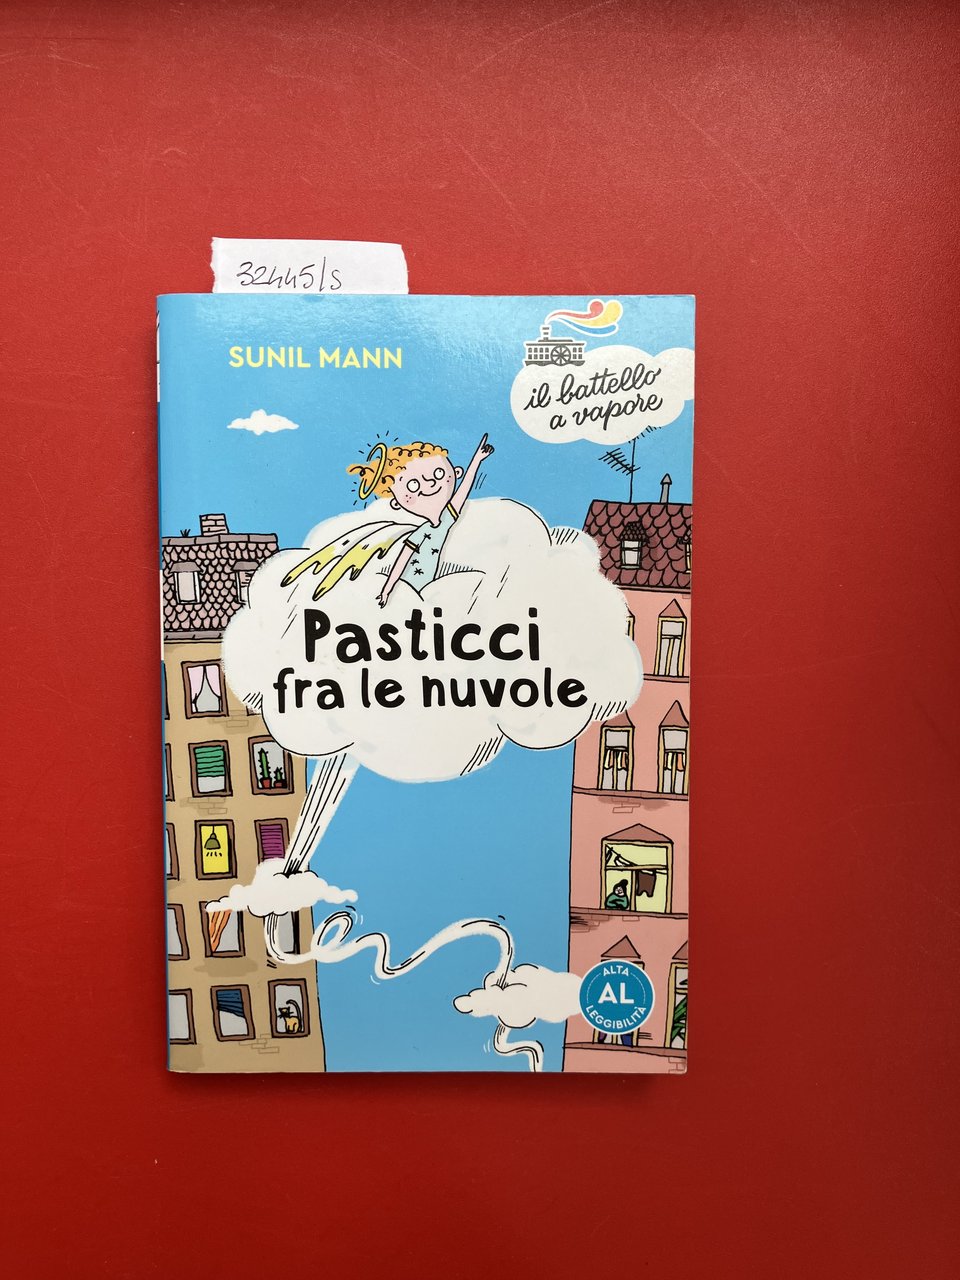 32445/s
SUNIL MANN
il battello
a vapore
Pasticci
fra le nuvole
ALTA
AL
LEGGIBILITÀ